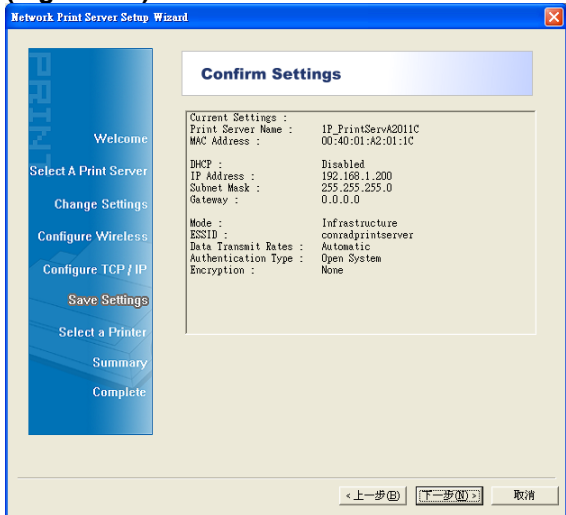 Network Print Server Setup Wizard
PRINT
Welcome
Select A Print Server
Change Settings
Configure Wireless
Configure TCP / IP
Save Settings
Select a Printer
Summary
Complete
Confirm Settings
Current Settings :
Print Server Name : 1P_PrintServA2011C
MAC Address : 00:40:01:A2:01:1C
DHCP : Disabled
IP Address : 192.168.1.200
Subnet Mask : 255.255.255.0
Gateway : 0.0.0.0
Mode : Infrastructure
ESSID : conradprintserver
Data Transmit Rates : Automatic
Authentication Type : Open System
Encryption : None
<上一步(B)
下一步(N)>
取消